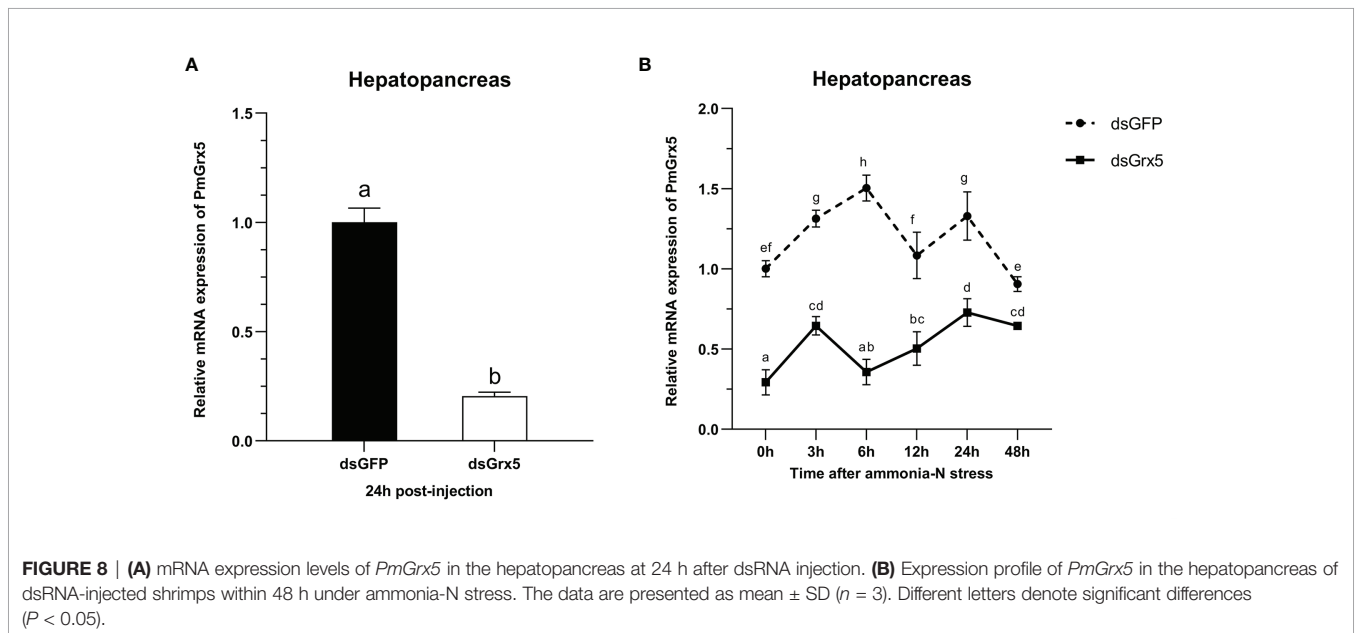 A
Hepatopancreas
Relative mRNA expression of PmGrx5
1.5
1.0
0.5
0.0
a
b
dsGFP
dsGrx5
24h post-injection
B
Hepatopancreas
Relative mRNA expression of PmGrx5
2.0
1.5
1.0
0.5
0.0
ef
g
h
f
g
e
a
cd
ab
bc
d
cd
0h
3h
6h
12h
24h
48h
Time after ammonia-N stress
dsGFP
dsGrx5
FIGURE 8 | (A) mRNA expression levels of PmGrx5 in the hepatopancreas at 24 h after dsRNA injection. (B) Expression profile of PmGrx5 in the hepatopancreas of
dsRNA-injected shrimps within 48 h under ammonia-N stress. The data are presented as mean ± SD (n = 3). Different letters denote significant differences
(P < 0.05).